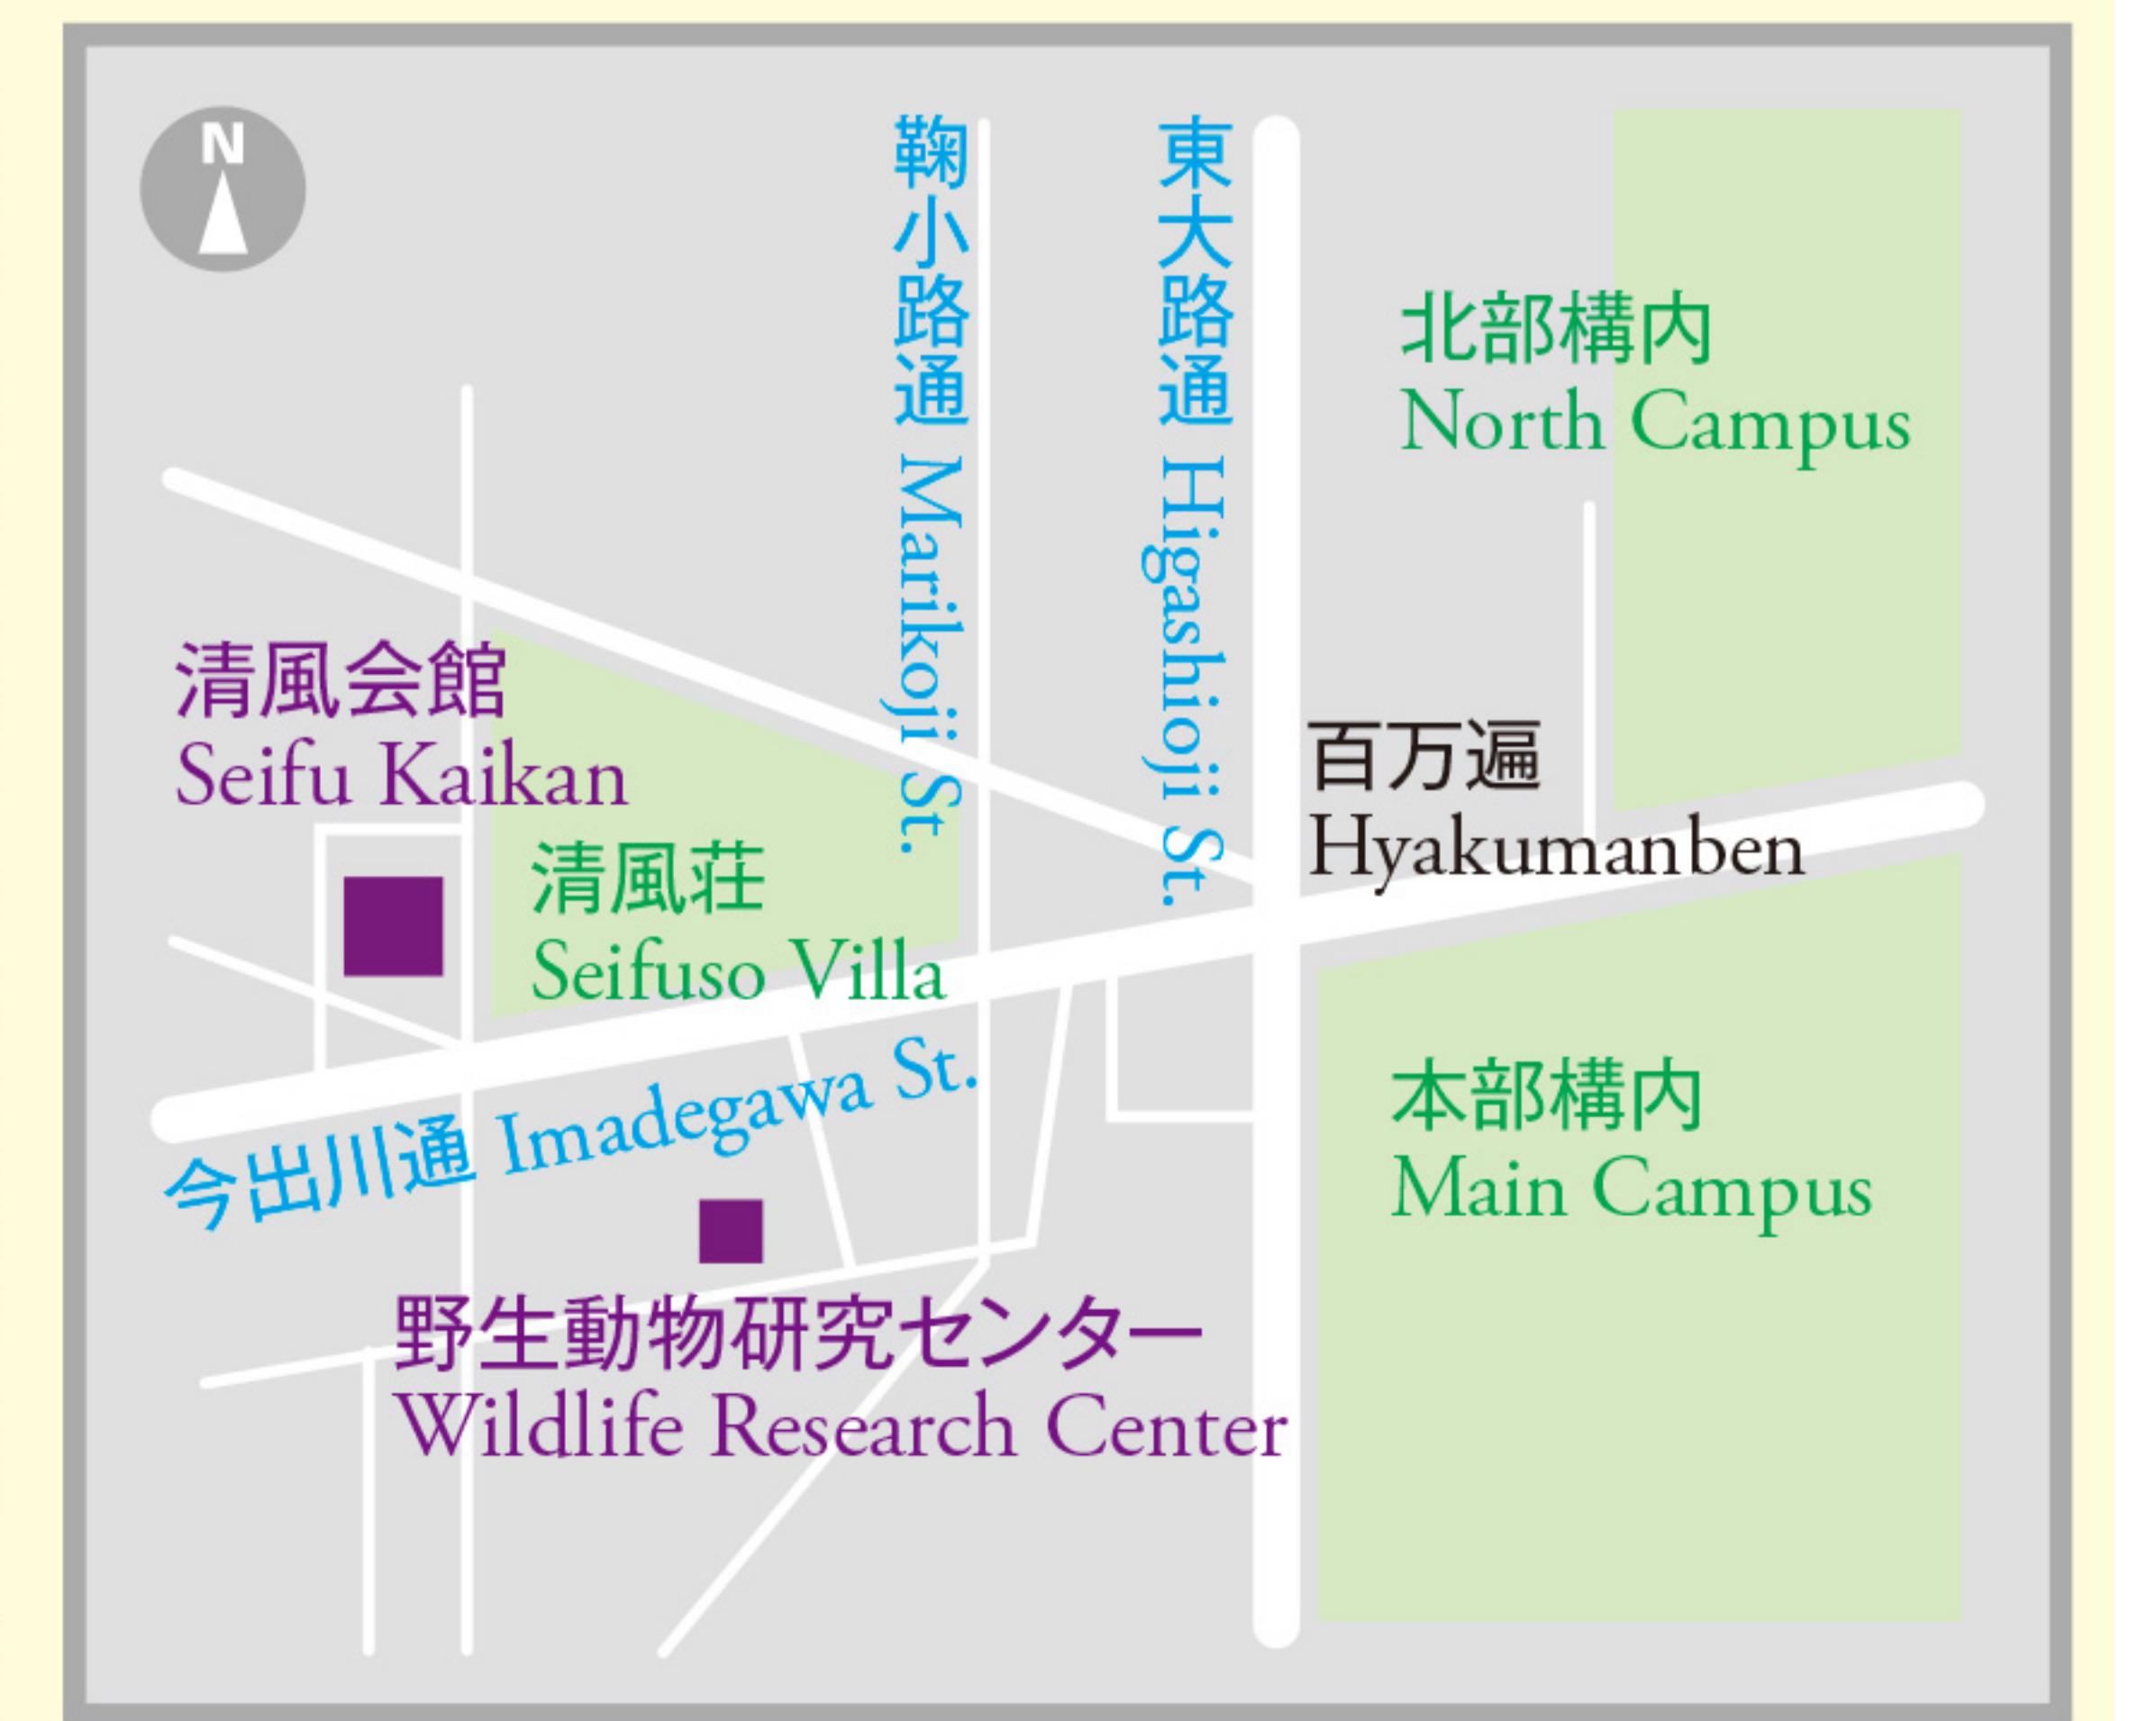 N
鞠小路通 Marikoji St.
東大路通 Higashioji St.
北部構内
North Campus
清風会館
Seifu Kaikan
百万遍
Hyakumanben
清風荘
Seifuso Villa
今出川通 Imadegawa St.
本部構内
Main Campus
野生動物研究センター
Wildlife Research Center